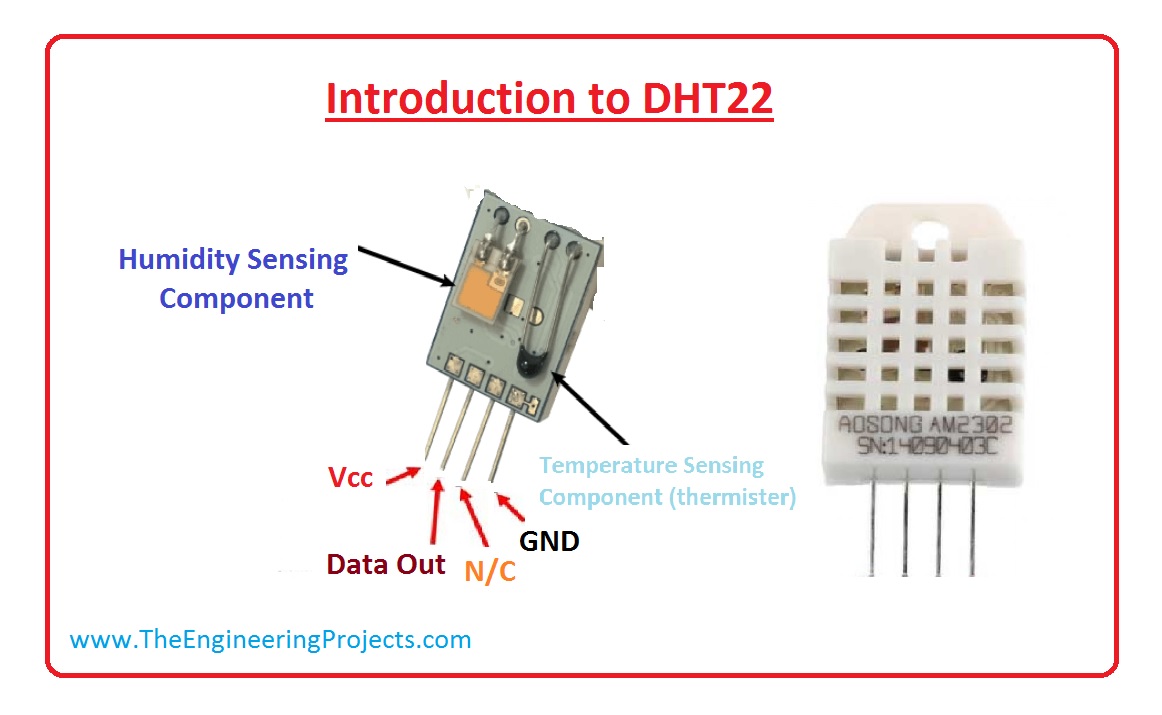 Introduction to DHT22
Humidity Sensing
Component
Temperature Sensing
Component (thermister)
Vcc
Data Out
N/C
GND
AOSONG AM2302
SN:14090403C
www.TheEngineeringProjects.com